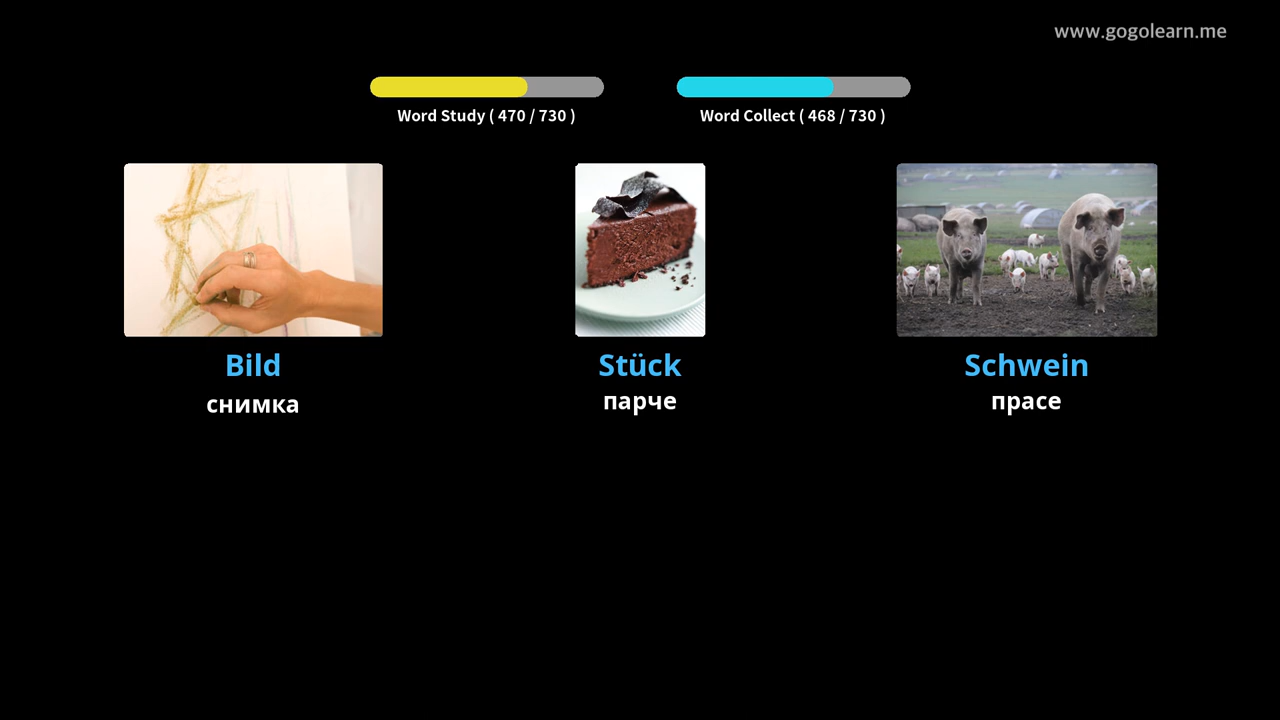 www.gogolearn.me
Word Study ( 470 / 730 )
Word Collect ( 468 / 730 )
Bild
снимка
Stück
парче
Schwein
прасе